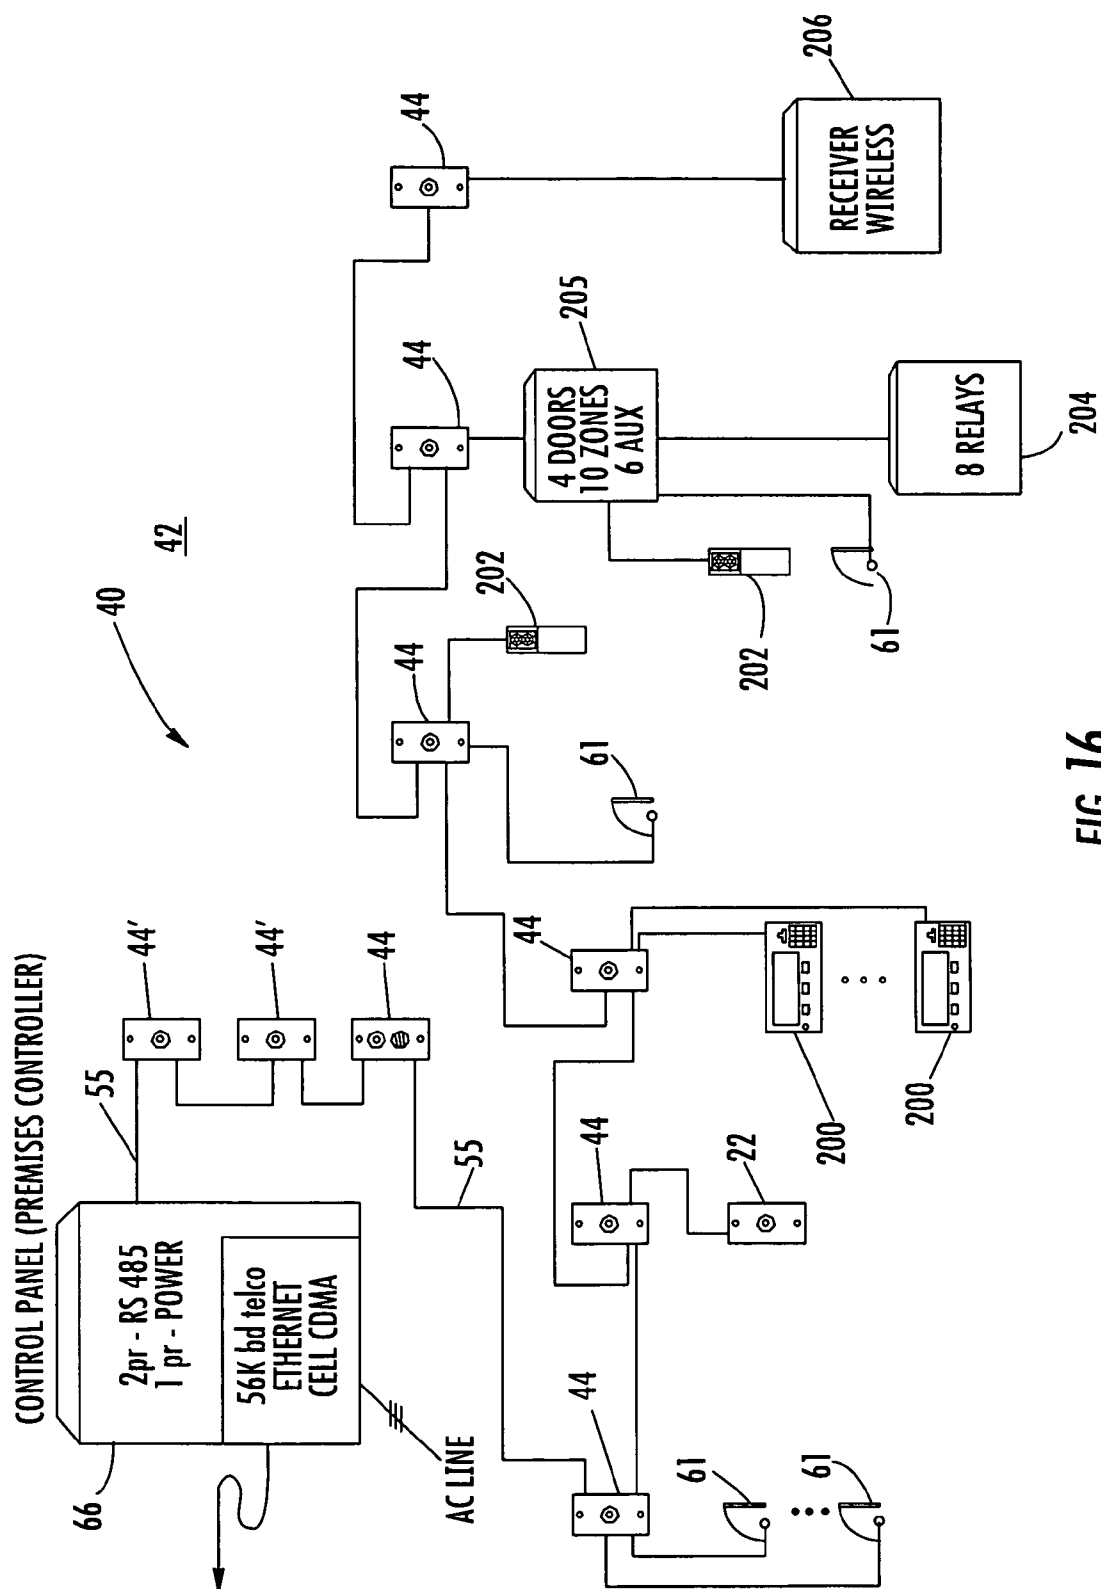 CONTROL PANEL (PREMISES CONTROLLER)
66
55
44'
40
2pr - RS 485
1 pr - POWER
42
56K bd telco
ETHERNET
CELL CDMA
44'
44
44
44
44
AC LINE
55
202
44
44
44
61
205
4 DOORS
10 ZONES
6 AUX
61
22
202
206
RECEIVER
WIRELESS
61
200
61
200
8 RELAYS
204
FIG. 16